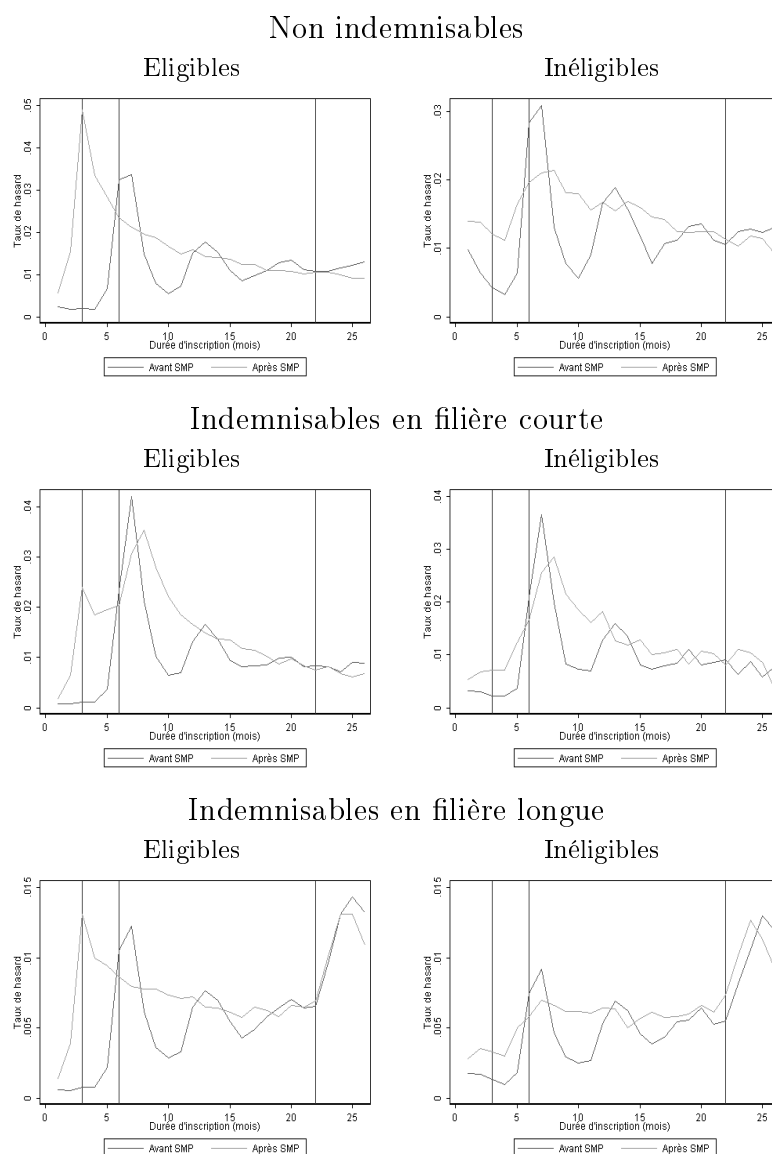 Non indemnisables
Eligibles
Inéligibles
Taux de hasard
0 .01 .02 .03 .04 .05
0 5 10 15 20 25
Durée d'inscription (mois)
Avant SMP Après SMP
Taux de hasard
0 .01 .02 .03
0 5 10 15 20 25
Durée d'inscription (mois)
Avant SMP Après SMP
Indemnisables en filière courte
Eligibles
Inéligibles
Taux de hasard
0 .01 .02 .03 .04
0 5 10 15 20 25
Durée d'inscription (mois)
Avant SMP Après SMP
Taux de hasard
0 .01 .02 .03 .04
0 5 10 15 20 25
Durée d'inscription (mois)
Avant SMP Après SMP
Indemnisables en filière longue
Eligibles
Inéligibles
Taux de hasard
0 .005 .01 .015
0 5 10 15 20 25
Durée d'inscription (mois)
Avant SMP Après SMP
Taux de hasard
0 .005 .01 .015
0 5 10 15 20 25
Durée d'inscription (mois)
Avant SMP Après SMP